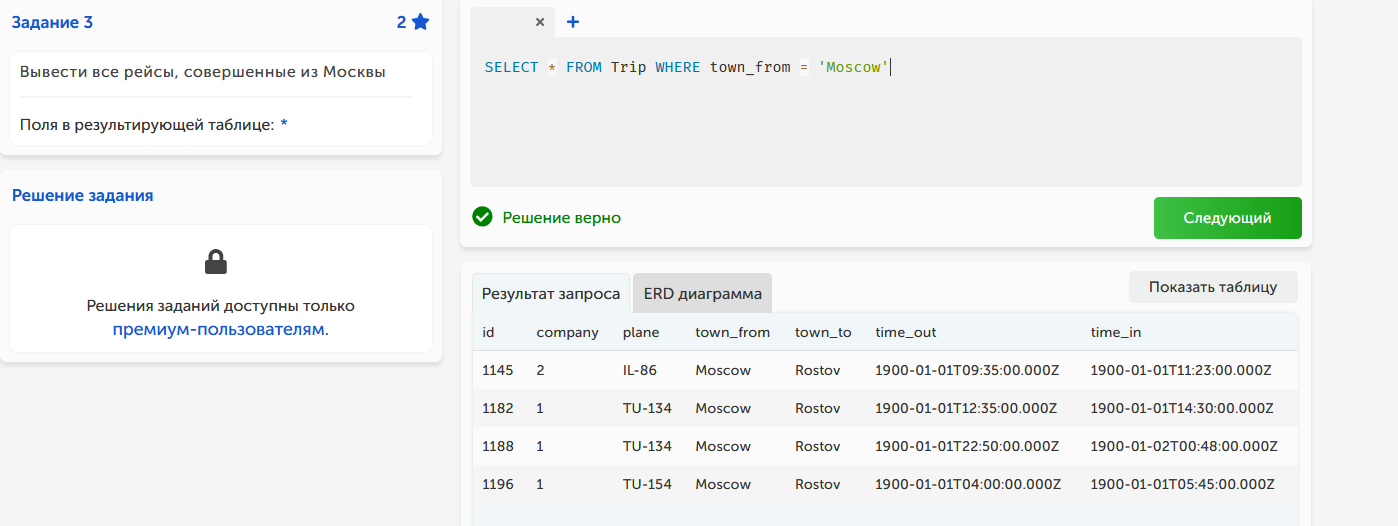 Задание 3
2
Вывести все рейсы, совершенные из Москвы
Поля в результирующей таблице: *
Решение задания
Решения заданий доступны только
премиум-пользователям.
× +
SELECT * FROM Trip WHERE town_from = 'Moscow'
Решение верно
Следующий
Результат запроса ERD диаграмма Показать таблицу
id company plane town_from town_to time_out time_in
1145 2 IL-86 Moscow Rostov 1900-01-01T09:35:00.000Z 1900-01-01T11:23:00.000Z
1182 1 TU-134 Moscow Rostov 1900-01-01T12:35:00.000Z 1900-01-01T14:30:00.000Z
1188 1 TU-134 Moscow Rostov 1900-01-01T22:50:00.000Z 1900-01-02T00:48:00.000Z
1196 1 TU-154 Moscow Rostov 1900-01-01T04:00:00.000Z 1900-01-01T05:45:00.000Z